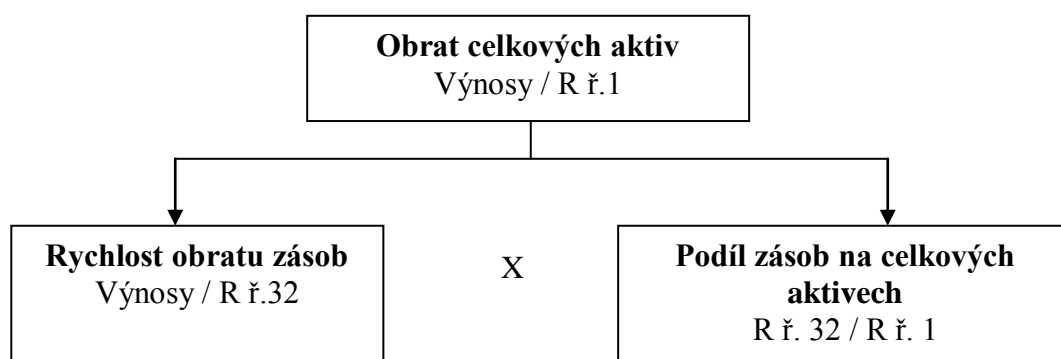 Obrat celkových aktiv
Výnosy / R ř.1
Rychlost obratu zásob
Výnosy / R ř.32
X
Podíl zásob na celkových
aktivech
R ř. 32 / R ř. 1